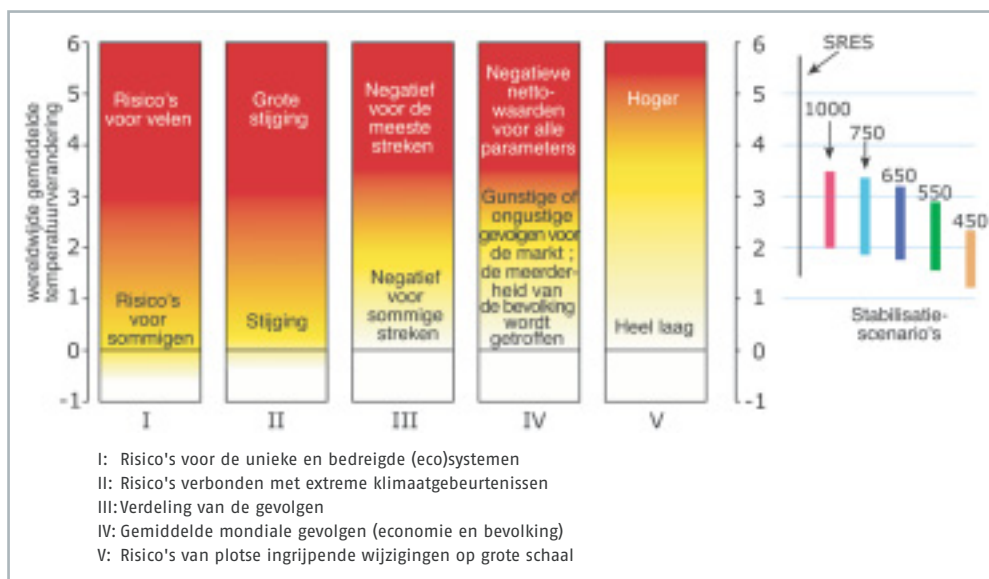 wereldwijde gemiddelde
temperatuurverandering
6
5
4
3
2
1
0
-1
Risico's
voor velen
Risico's
voor
sommigen
I
Grote
stijging
Stijging
II
Negatief
voor de
meeste
streken
Negatief
voor
sommige
streken
III
Negatieve
netto-
waarden
voor alle
parameters
Gunstige of
ongustige
gevolgen voor
de markt ;
de meerder-
heid van
de bevolking
wordt
getroffen
IV
Hoger
Heel laag
V
6
5
4
3
2
1
0
-1
SRES
1000
750
650
550
450
Stabilisatie-
scenario's
I: Risico's voor de unieke en bedreigde (eco)systemen
II: Risico's verbonden met extreme klimaatgebeurtenissen
III: Verdeling van de gevolgen
IV: Gemiddelde mondiale gevolgen (economie en bevolking)
V: Risico's van plotse ingrijpende wijzigingen op grote schaal